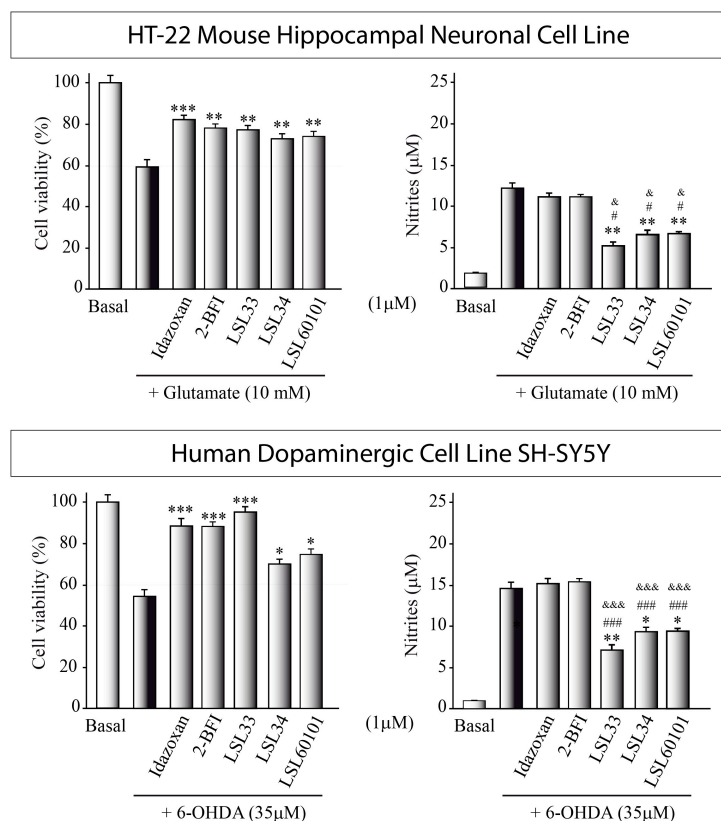 HT-22 Mouse Hippocampal Neuronal Cell Line
Cell viability (%)
100
80
60
40
20
0
***
**
**
**
**
Basal
Idazoxan
2-BFI
LSL33
LSL34
LSL60101
+ Glutamate (10 mM)
(1μM)
Nitrites (μM)
25
20
15
10
5
0
&
#
**
&
#
**
&
#
**
Basal
Idazoxan
2-BFI
LSL33
LSL34
LSL60101
+ Glutamate (10 mM)
Human Dopaminergic Cell Line SH-SY5Y
Cell viability (%)
100
80
60
40
20
0
***
***
***
*
*
Basal
Idazoxan
2-BFI
LSL33
LSL34
LSL60101
+ 6-OHDA (35μM)
(1μM)
Nitrites (μM)
25
20
15
10
5
0
&&&
###
**
&&&
###
*
&&&
###
*
Basal
Idazoxan
2-BFI
LSL33
LSL34
LSL60101
+ 6-OHDA (35μM)